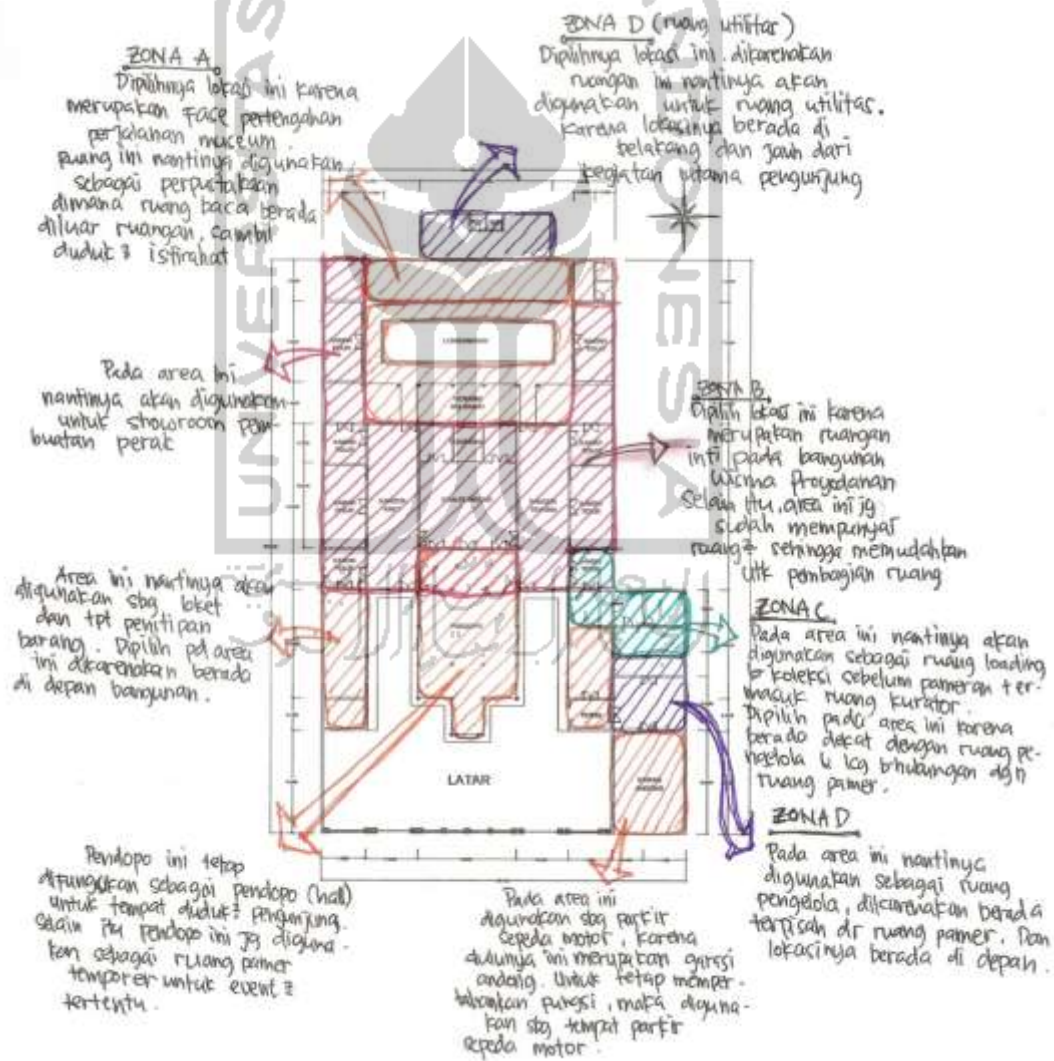 ZONA A
Dipilihnya lokasi ini karena
merupakan Face pertengahan
perjalanan museum.
Ruang ini nantinya digunakan
sebagai perpustakaan
dimana ruang baca berada
diluar ruangan, sambil
duduk2 istirahat
ZONA D (ruang utilitas)
Dipilihnya lokasi ini dikarenakan
ruangan ini nantinya akan
digunakan untuk ruang utilitas.
karena lokasinya berada di
belakang dan jauh dari
kegiatan utama pengunjung
Pada area ini
nantinya akan digunakan
untuk showroom pem-
buatan perak
ZONA B
Dipilih lokasi ini karena
merupakan ruangan
inti pada bangunan
Wisma Proyodanan
Selain itu, area ini jg
sudah mempunyai
ruang2 sehingga memudahkan
utk pembagian ruang
Area ini nantinya akan
digunakan sbg loket
dan tpt penitipan
barang. Dipilih pd area
ini dikarenakan berada
di depan bangunan.
ZONA C
Pada area ini nantinya akan
digunakan sebagai ruang loading
koleksi sebelum pameran ter-
masuk ruang kurator.
Dipilih pada area ini karena
berada dekat dengan ruang pe-
ngelola & lsg b'hubungan dgn
ruang pamer.
LATAR
ZONA D
Pada area ini nantinya
digunakan sebagai ruang
pengelola, dikarenakan berada
terpisah dr ruang pamer. Dan
lokasinya berada di depan.
Pendopo ini tetap
difungsikan sebagai pendopo (hall)
untuk tempat duduk2 pengunjung.
selain itu pendopo ini jg diguna-
kan sebagai ruang pamer
temporer untuk event2
tertentu.
Pada area ini
digunakan sbg parkir
sepeda motor, karena
dulunya ini merupakan garasi
andong. Untuk tetap memper-
tahankan fungsi, maka diguna-
kan sbg tempat parkir
sepeda motor.
UNIVERSITAS
INDONESIA